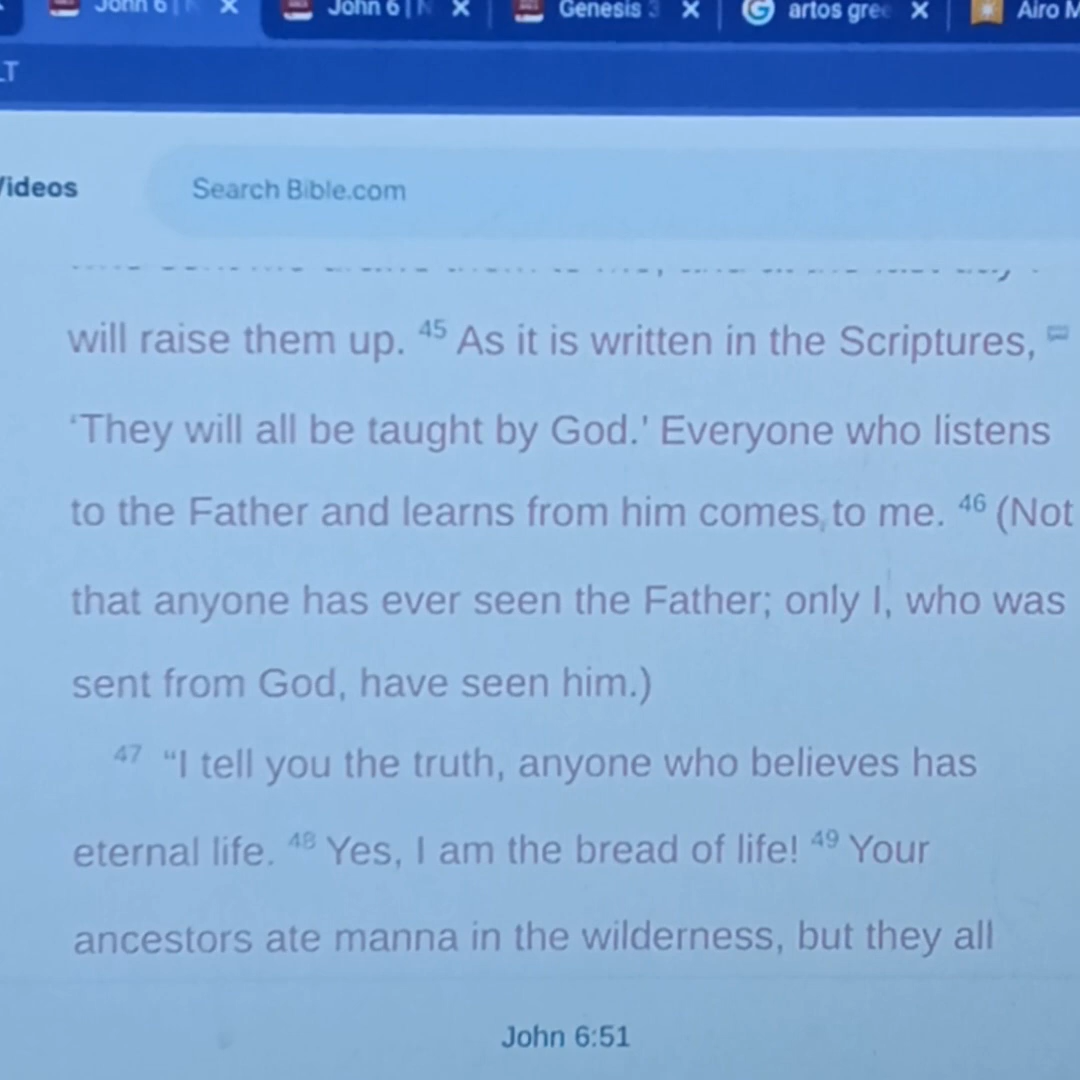 John 6 |
John 6 | N
Genesis 3
artos gree
Airo M
LT
Videos
Search Bible.com
will raise them up. 45 As it is written in the Scriptures,
‘They will all be taught by God.’ Everyone who listens
to the Father and learns from him comes to me. 46 (Not
that anyone has ever seen the Father; only I, who was
sent from God, have seen him.)
47 “I tell you the truth, anyone who believes has
eternal life. 48 Yes, I am the bread of life! 49 Your
ancestors ate manna in the wilderness, but they all
John 6:51